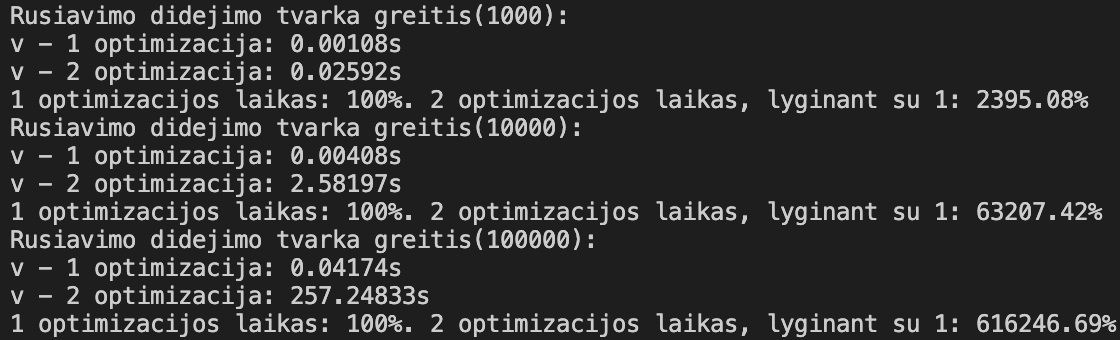 Rusiavimo didejimo tvarka greitis(1000):
v - 1 optimizacija: 0.00108s
v - 2 optimizacija: 0.02592s
1 optimizacijos laikas: 100%. 2 optimizacijos laikas, lyginant su 1: 2395.08%
Rusiavimo didejimo tvarka greitis(10000):
v - 1 optimizacija: 0.00408s
v - 2 optimizacija: 2.58197s
1 optimizacijos laikas: 100%. 2 optimizacijos laikas, lyginant su 1: 63207.42%
Rusiavimo didejimo tvarka greitis(100000):
v - 1 optimizacija: 0.04174s
v - 2 optimizacija: 257.24833s
1 optimizacijos laikas: 100%. 2 optimizacijos laikas, lyginant su 1: 616246.69%